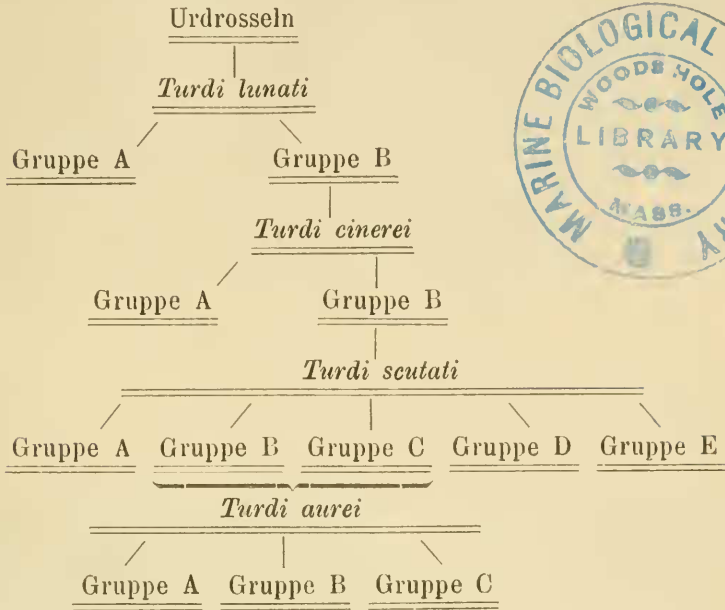 Urdrosseln
Turdi lunati
Gruppe A Gruppe B
Turdi cinerei
Gruppe A Gruppe B
Turdi scutati
Gruppe A Gruppe B Gruppe C Gruppe D Gruppe E
Turdi aurei
Gruppe A Gruppe B Gruppe C
MARINE BIOLOGICAL
WOODS HOLE
LIBRARY
MASS.